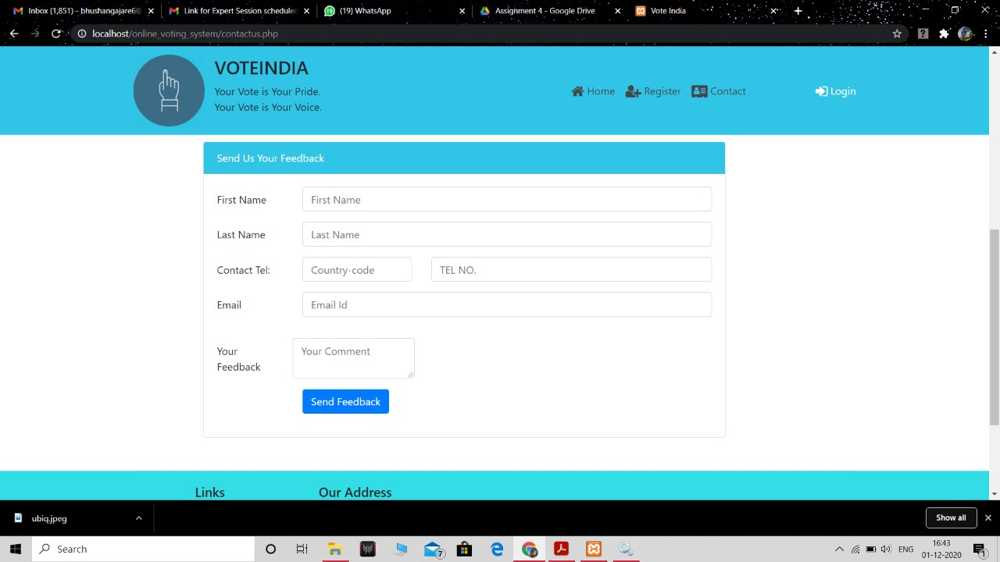 Inbox (1,851) - bhushangajare6@
Link for Expert Session scheduled
(19) WhatsApp
Assignment 4 - Google Drive
Vote India
localhost/online_voting_system/contactus.php
VOTEINDIA
Your Vote is Your Pride.
Your Vote is Your Voice.
Home
Register
Contact
Login
Send Us Your Feedback
First Name
First Name
Last Name
Last Name
Contact Tel:
Country-code
TEL NO.
Email
Email Id
Your
Feedback
Your Comment
Send Feedback
Links
Our Address
ubiq.jpeg
Show all
Search
7
ENG
16:43
01-12-2020
1